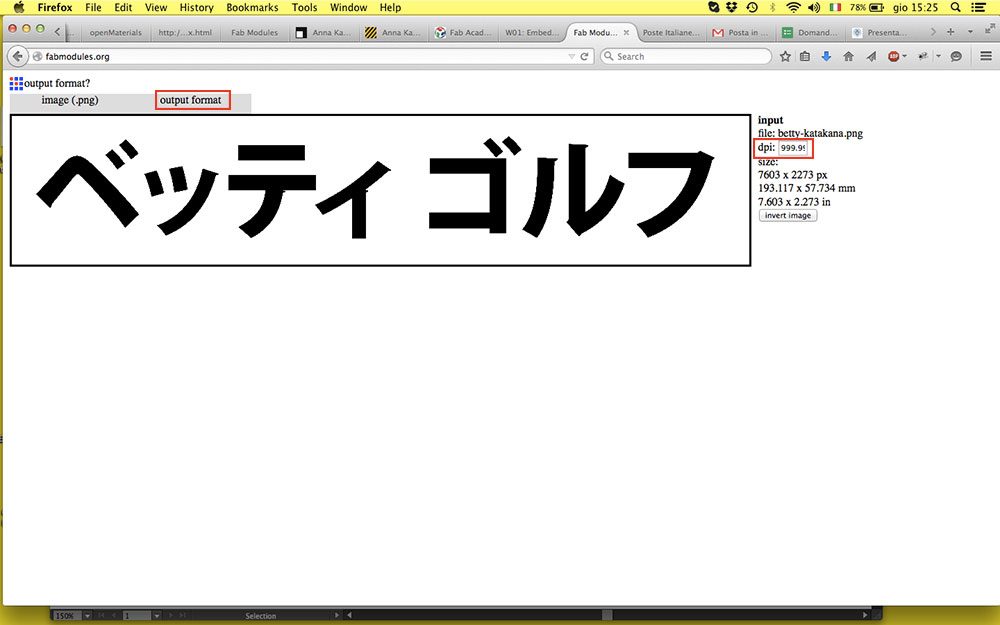 Firefox File Edit View History Bookmarks Tools Window Help 78% gio 15:25
openMaterials http:/...x.html Fab Modules Anna Ka... Anna Ka... Fab Acad... W01: Embed... Fab Modu... Poste Italiane... Posta in ... Domand... Presenta...
fabmodules.org Search ABP
output format?
image (.png) output format
ベッティ ゴルフ
input
file: betty-katakana.png
dpi: 999.99
size:
7603 x 2273 px
193.117 x 57.734 mm
7.603 x 2.273 in
invert image
150% 1 Selection